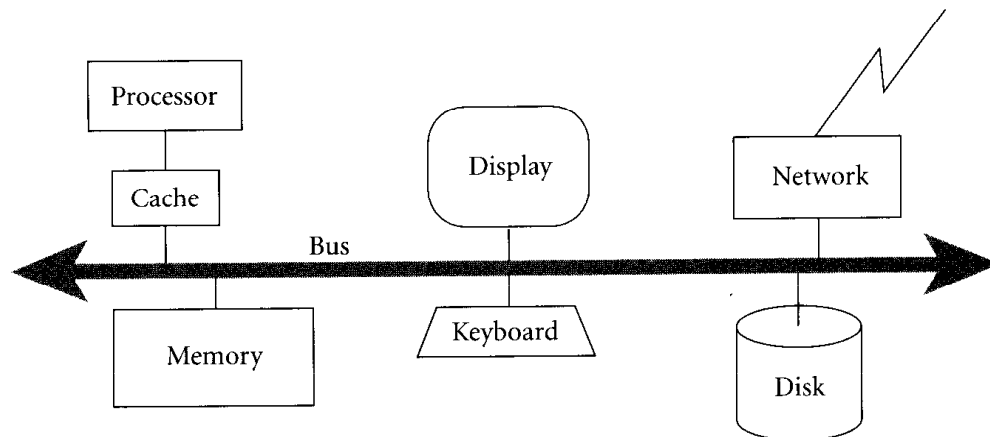 Processor
Cache
Display
Network
Bus
Memory
Keyboard
Disk